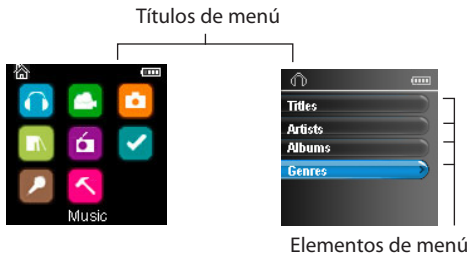 Títulos de menú
Titles
Artists
Albums
Genres
Music
Elementos de menú